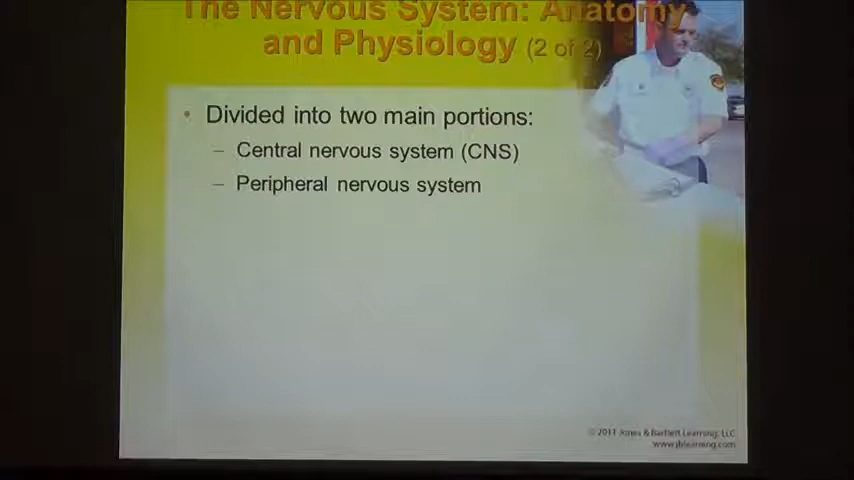 The Nervous System: Anatomy
and Physiology (2 of 2)
• Divided into two main portions:
– Central nervous system (CNS)
– Peripheral nervous system
© 2011 Jones & Bartlett Learning, LLC
www.jblearning.com